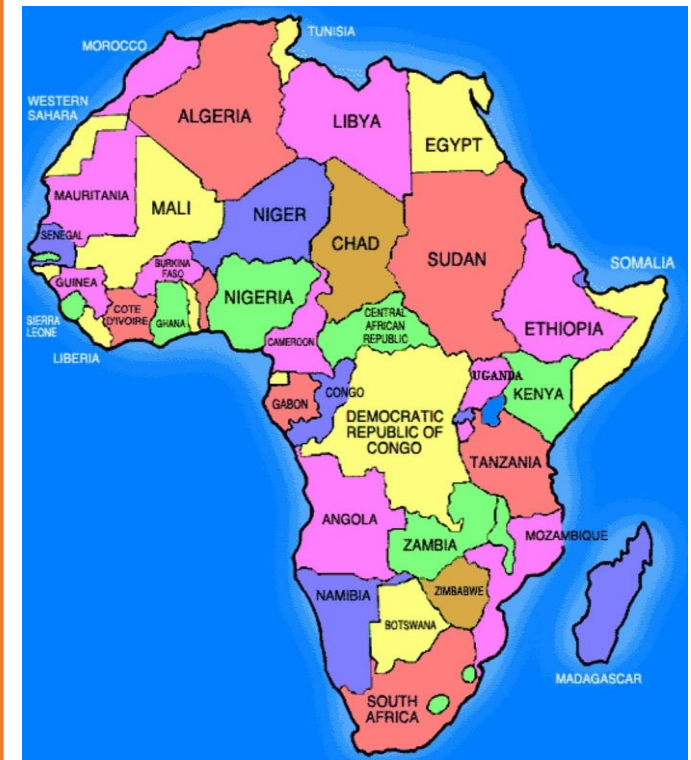 TUNISIA
MOROCCO
WESTERN
SAHARA
ALGERIA
LIBYA
EGYPT
MAURITANIA
MALI
NIGER
CHAD
SUDAN
SENEGAL
BURKINA
FASO
SOMALIA
GUINEA
NIGERIA
COTE
D'IVOIRE
GHANA
CENTRAL
AFRICAN
REPUBLIC
ETHIOPIA
SIERRA
LEONE
LIBERIA
CAMEROON
UGANDA
KENYA
CONGO
GABON
DEMOCRATIC
REPUBLIC OF
CONGO
TANZANIA
ANGOLA
ZAMBIA
MOZAMBIQUE
NAMIBIA
ZIMBABWE
BOTSWANA
MADAGASCAR
SOUTH
AFRICA